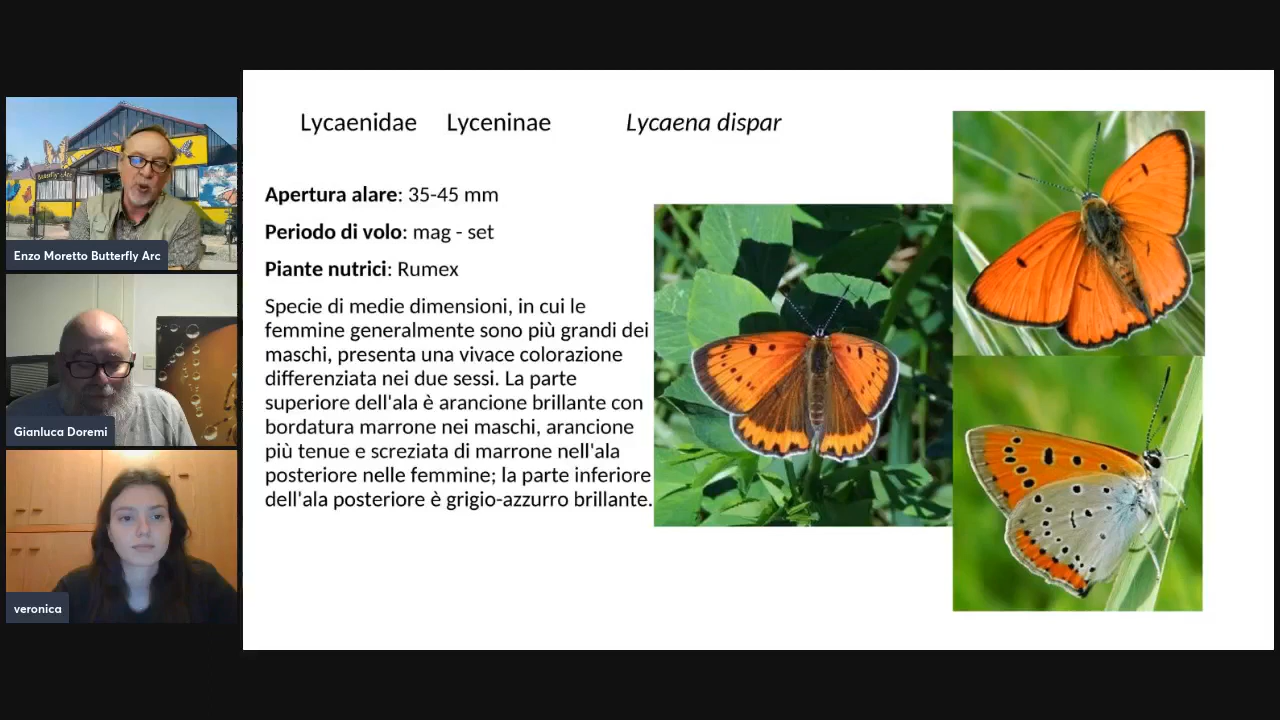 Lycaenidae Lyceninae Lycaena dispar
Apertura alare: 35-45 mm
Periodo di volo: mag - set
Piante nutrici: Rumex
Specie di medie dimensioni, in cui le
femmine generalmente sono più grandi dei
maschi, presenta una vivace colorazione
differenziata nei due sessi. La parte
superiore dell'ala è arancione brillante con
bordatura marrone nei maschi, arancione
più tenue e screziata di marrone nell'ala
posteriore nelle femmine; la parte inferiore
dell'ala posteriore è grigio-azzurro brillante.
Butterfly Arc
Enzo Moretto Butterfly Arc
Gianluca Doremi
veronica